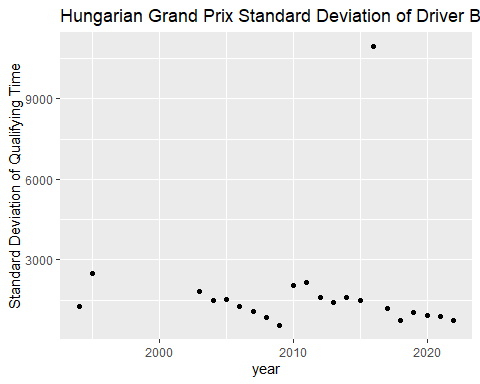 Hungarian Grand Prix Standard Deviation of Driver B
Standard Deviation of Qualifying Time
9000
6000
3000
2000
2010
2020
year